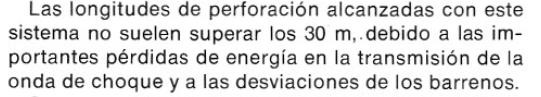 Las longitudes de perforación alcanzadas con este
sistema no suelen superar los 30 m, debido a las im-
portantes pérdidas de energía en la transmisión de la
onda de choque y a las desviaciones de los barrenos.